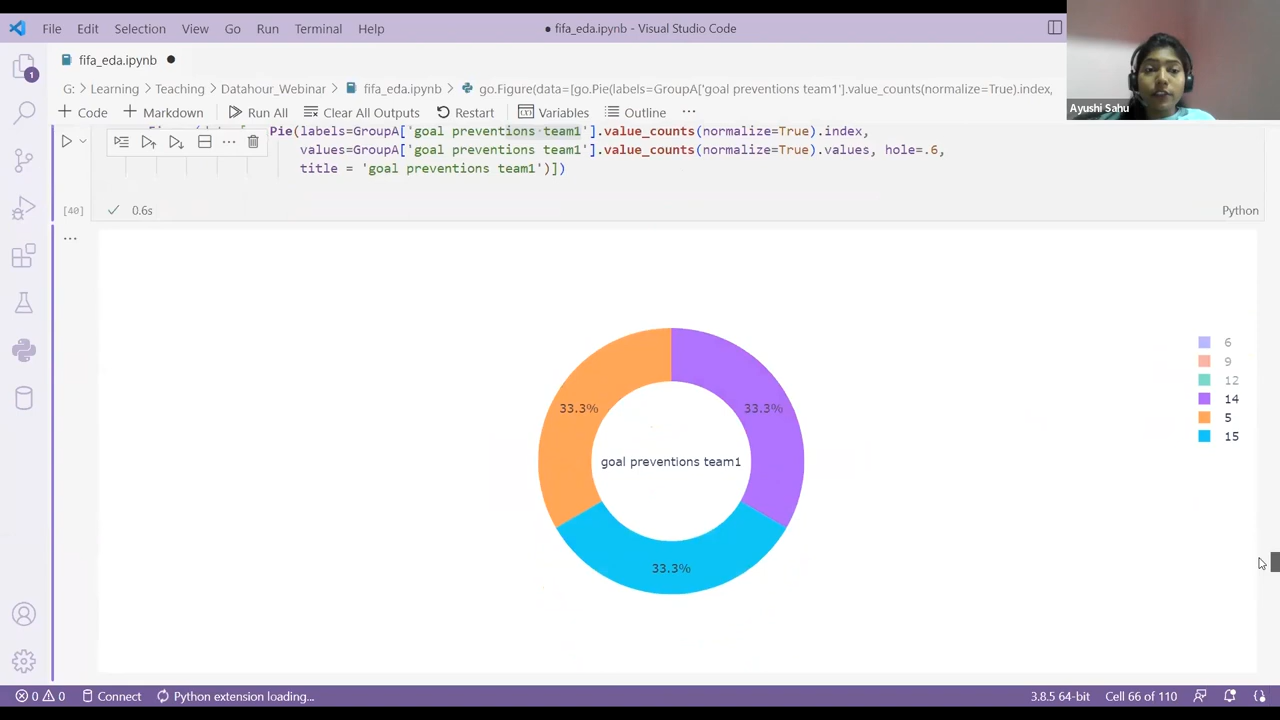 File Edit Selection View Go Run Terminal Help
● fifa_eda.ipynb - Visual Studio Code
fifa_eda.ipynb ●
1
G: > Learning > Teaching > Datahour_Webinar > fifa_eda.ipynb > go.Figure(data=[go.Pie(labels=GroupA['goal preventions team1'].value_counts(normalize=True).index,
Ayushi Sahu
+ Code + Markdown Run All Clear All Outputs Restart Variables Outline ...
Pie(labels=GroupA['goal preventions team1'].value_counts(normalize=True).index,
values=GroupA['goal preventions team1'].value_counts(normalize=True).values, hole=.6,
title = 'goal preventions team1')])
[40] ✓ 0.6s Python
...
6
9
12
14
5
15
33.3%
33.3%
goal preventions team1
33.3%
0 0 Connect Python extension loading... 3.8.5 64-bit Cell 66 of 110